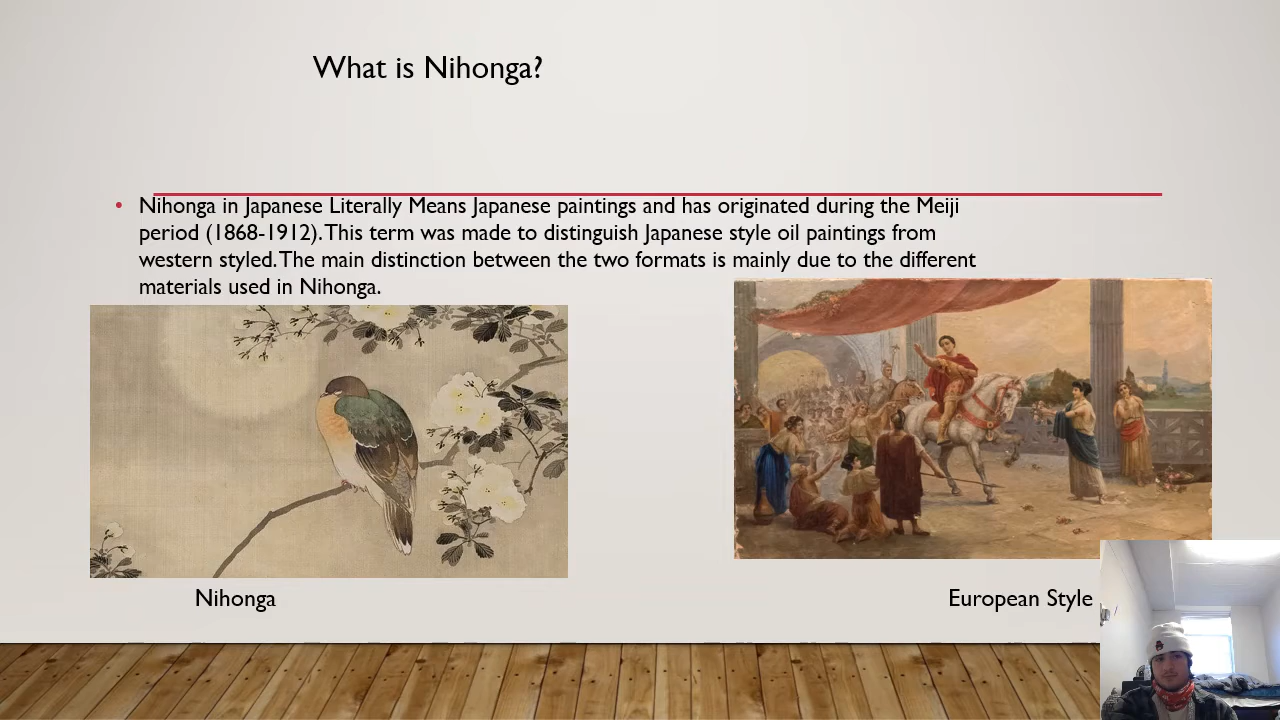 What is Nihonga?
• Nihonga in Japanese Literally Means Japanese paintings and has originated during the Meiji
period (1868-1912). This term was made to distinguish Japanese style oil paintings from
western styled. The main distinction between the two formats is mainly due to the different
materials used in Nihonga.
Nihonga
European Style